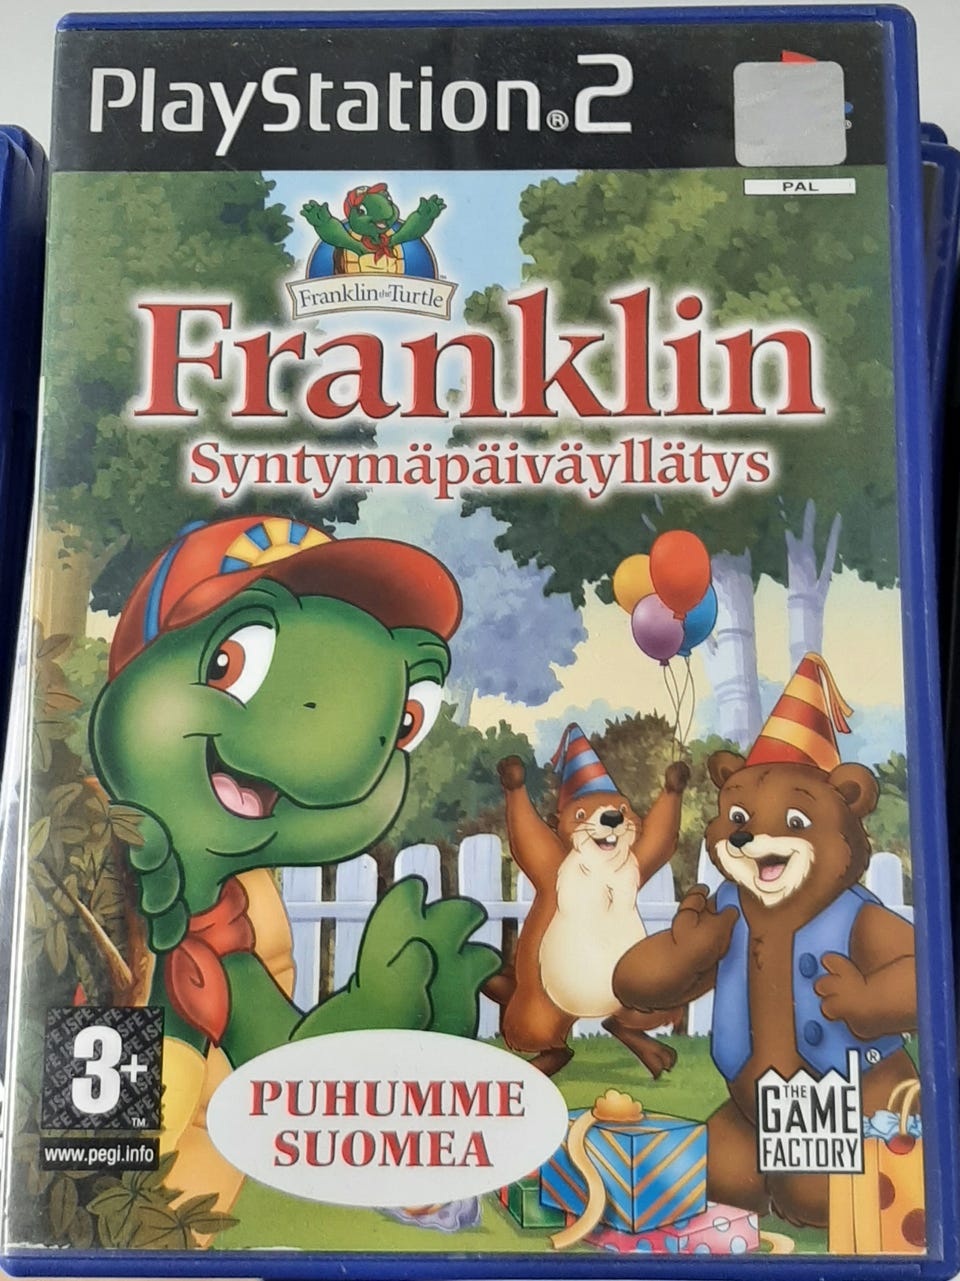 PlayStation®2
PAL
Franklin the Turtle
Franklin
Syntymäpäiväyllätys
3+
www.pegi.info
PUHUMME
SUOMEA
THE
GAME
FACTORY